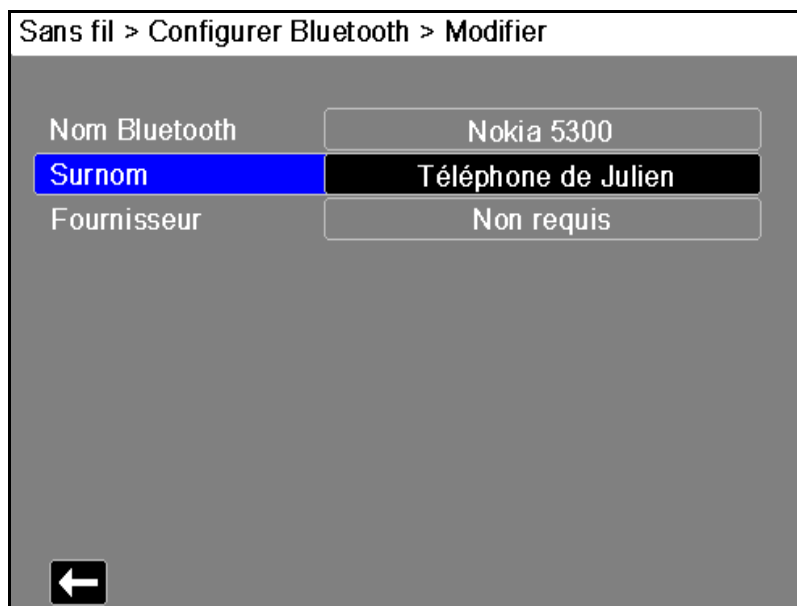 Sans fil > Configurer Bluetooth > Modifier
Nom Bluetooth Nokia 5300
Surnom Téléphone de Julien
Fournisseur Non requis